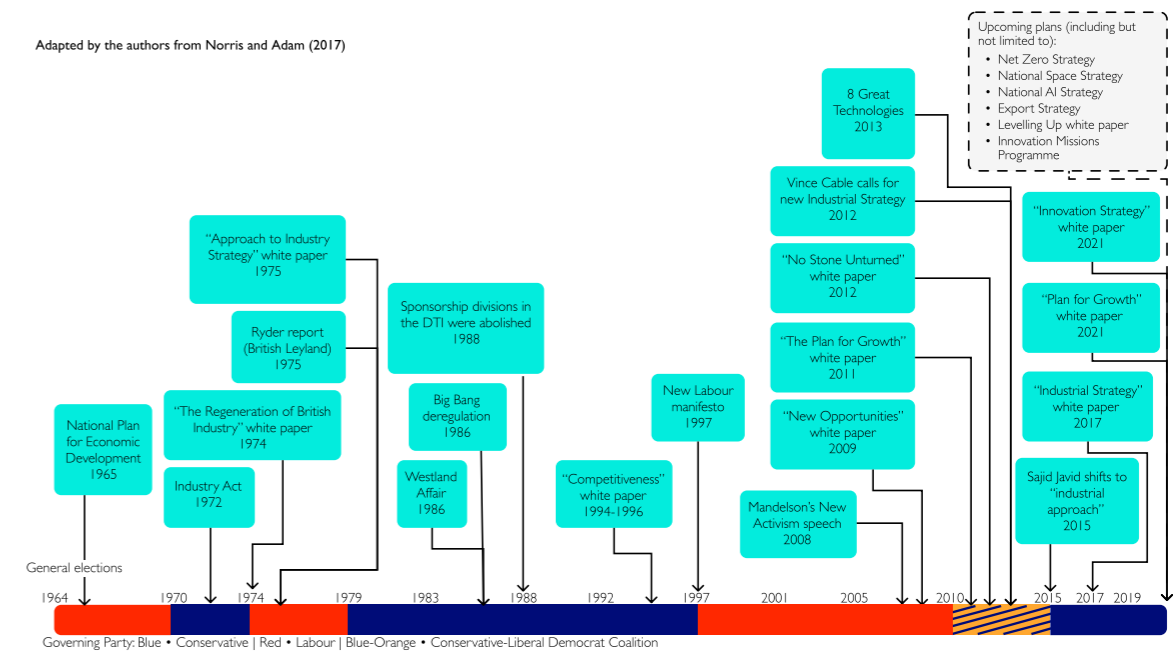 Adapted by the authors from Norris and Adam (2017)
Upcoming plans (including but
not limited to):
• Net Zero Strategy
• National Space Strategy
• National AI Strategy
• Export Strategy
• Levelling Up white paper
• Innovation Missions
Programme
8 Great
Technologies
2013
Vince Cable calls for
new Industrial Strategy
2012
“Innovation Strategy”
white paper
2021
“Approach to Industry
Strategy” white paper
1975
“No Stone Unturned”
white paper
2012
Sponsorship divisions in
the DTI were abolished
1988
“Plan for Growth”
white paper
2021
Ryder report
(British Leyland)
1975
“The Plan for Growth”
white paper
2011
New Labour
manifesto
1997
“Industrial Strategy”
white paper
2017
Big Bang
deregulation
1986
“The Regeneration of British
Industry” white paper
1974
“New Opportunities”
white paper
2009
National Plan
for Economic
Development
1965
Industry Act
1972
Westland
Affair
1986
“Competitiveness”
white paper
1994-1996
Mandelson’s New
Activism speech
2008
Sajid Javid shifts to
“industrial
approach”
2015
General elections
1964 1970 1974 1979 1983 1988 1992 1997 2001 2005 2010 2015 2017 2019
Governing Party: Blue • Conservative | Red • Labour | Blue-Orange • Conservative-Liberal Democrat Coalition